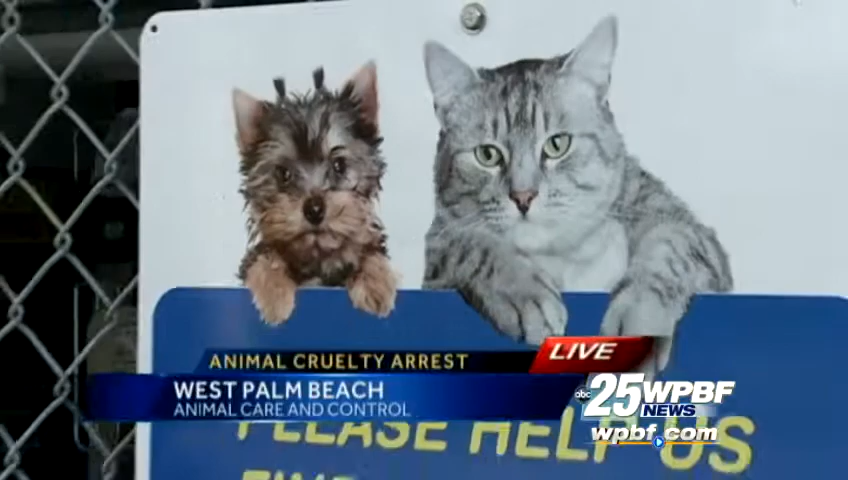 ANIMAL CRUELTY ARREST
LIVE
WEST PALM BEACH
ANIMAL CARE AND CONTROL
abc 25 WPBF
NEWS
wpbf.com
PLEASE HELP US